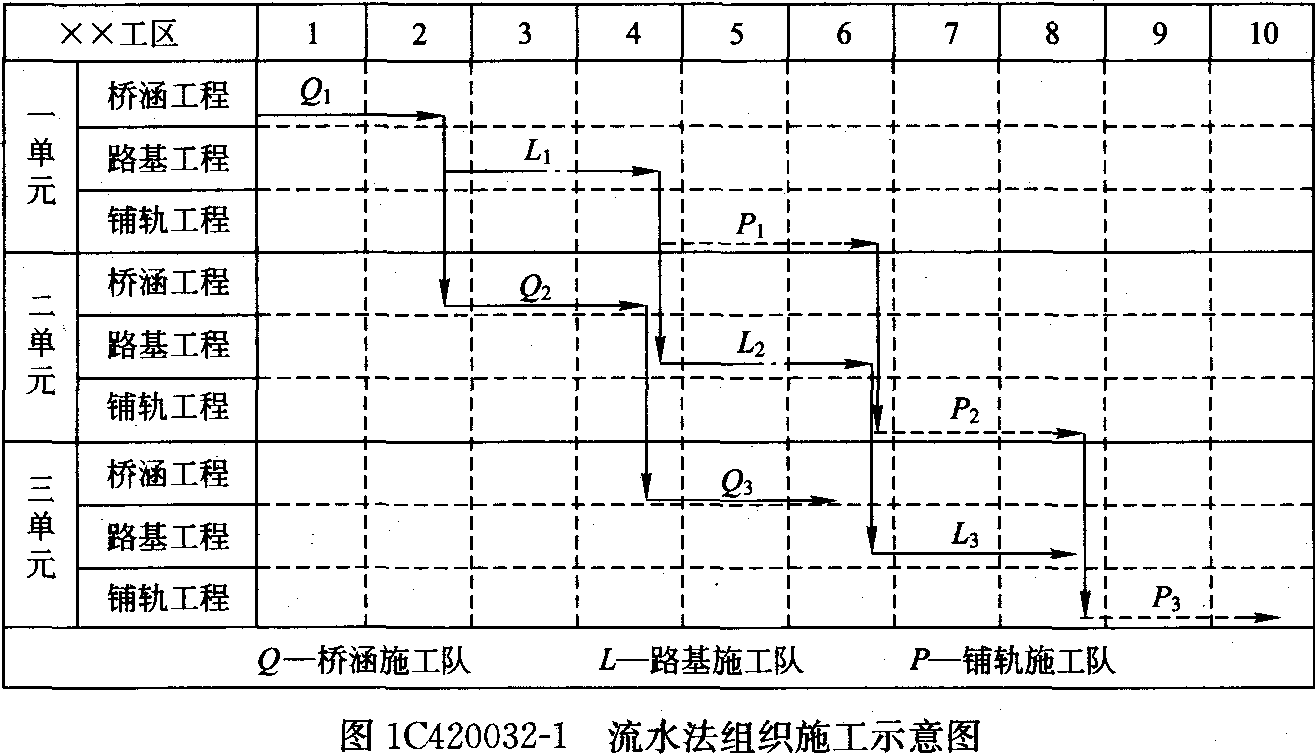 ××工区 1 2 3 4 5 6 7 8 9 10
一单元
桥涵工程 Q1
路基工程 L1
铺轨工程 P1
二单元
桥涵工程 Q2
路基工程 L2
铺轨工程 P2
三单元
桥涵工程 Q3
路基工程 L3
铺轨工程 P3
Q—桥涵施工队 L—路基施工队 P—铺轨施工队
图 1C420032-1 流水法组织施工示意图